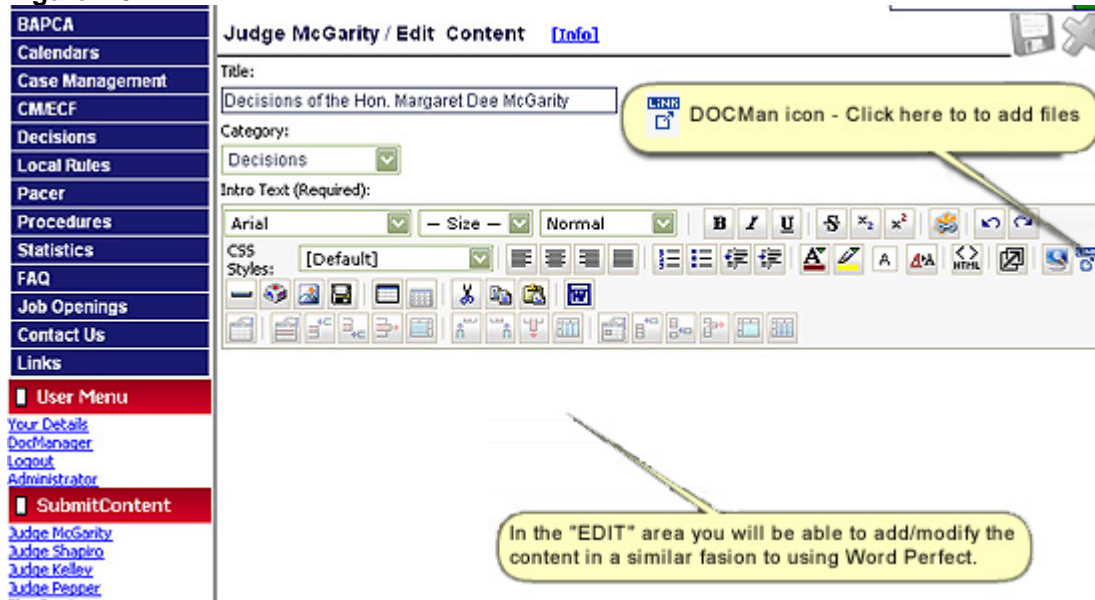 BAPCA
Calendars
Case Management
CM/ECF
Decisions
Local Rules
Pacer
Procedures
Statistics
FAQ
Job Openings
Contact Us
Links
User Menu
Your Details
DocManager
Logout
Administrator
SubmitContent
Judge McGarity
Judge Shapiro
Judge Kelley
Judge Pepper
Judge McGarity / Edit Content [Info]
Title:
Decisions of the Hon. Margaret Dee McGarity
LINK DOCMan icon - Click here to to add files
Category:
Decisions
Intro Text (Required):
Arial – Size – Normal B I U S x₂ x²
CSS Styles: [Default] A A AA HTML
In the "EDIT" area you will be able to add/modify the
content in a similar fasion to using Word Perfect.